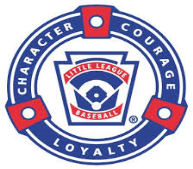 CHARACTER
COURAGE
LOYALTY
LITTLE LEAGUE
BASEBALL
®